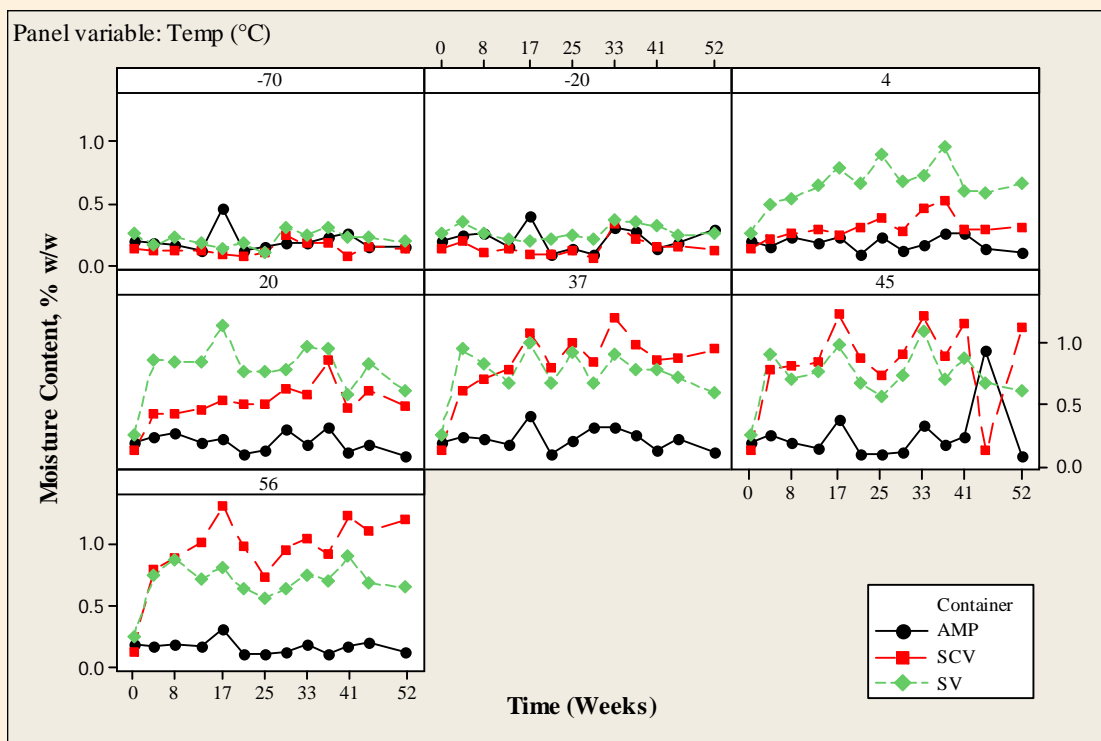 Panel variable: Temp (°C)
0 8 17 25 33 41 52
-70 -20 4
1.0
0.5
0.0
20 37 45
1.0
0.5
0.0
Moisture Content, % w/w
0 8 17 25 33 41 52
56
1.0
0.5
0.0
0 8 17 25 33 41 52
Time (Weeks)
Container
AMP
SCV
SV